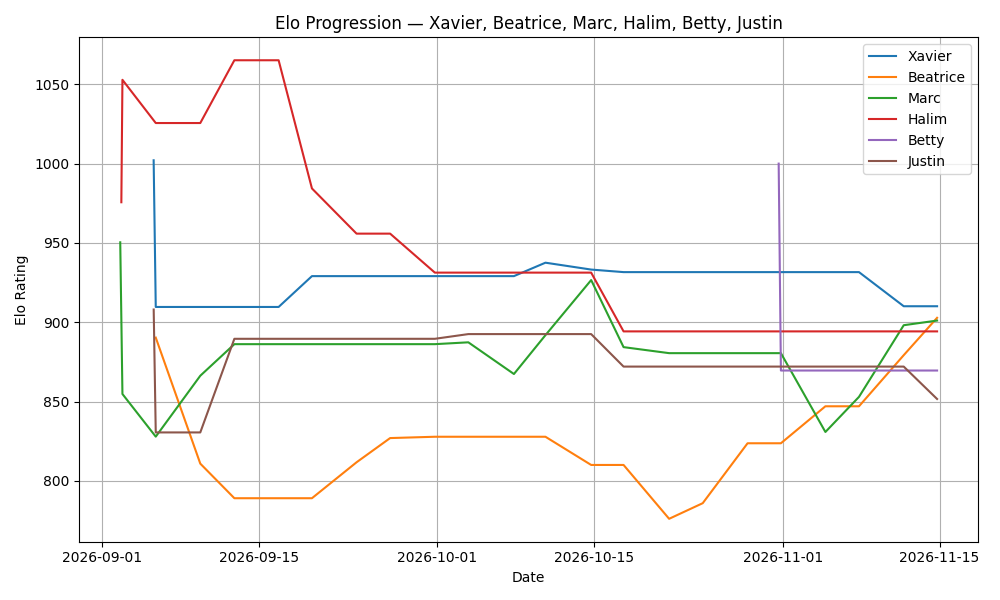 Elo Progression — Xavier, Beatrice, Marc, Halim, Betty, Justin
Elo Rating
1050
1000
950
900
850
800
Xavier
Beatrice
Marc
Halim
Betty
Justin
2026-09-01
2026-09-15
2026-10-01
2026-10-15
2026-11-01
2026-11-15
Date